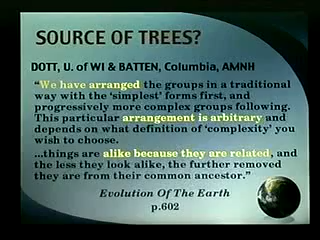 SOURCE OF TREES?
DOTT, U. of WI & BATTEN, Columbia, AMNH
“We have arranged the groups in a traditional
way with the ‘simplest’ forms first, and
progressively more complex groups following.
This particular arrangement is arbitrary and
depends on what definition of ‘complexity’ you
wish to choose.
...things are alike because they are related, and
the less they look alike, the further removed
they are from their common ancestor.”
Evolution Of The Earth
p.602